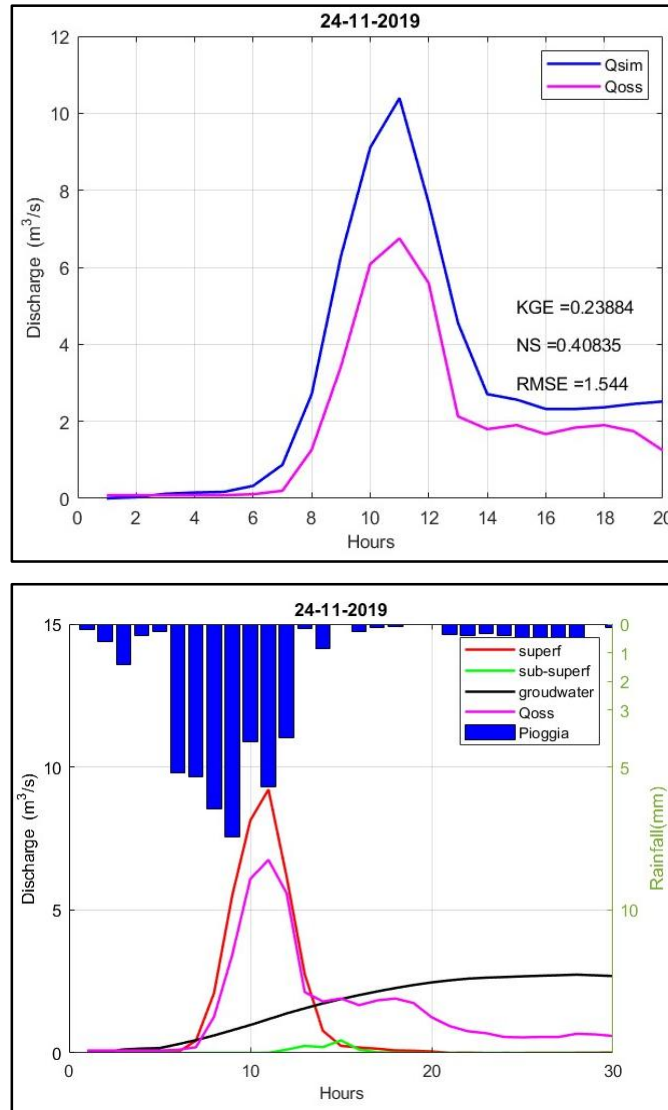 24-11-2019
12
10
8
6
4
2
0
Discharge (m³/s)
Qsim
Qoss
KGE =0.23884
NS =0.40835
RMSE =1.544
0 2 4 6 8 10 12 14 16 18 20
Hours
24-11-2019
15
10
5
0
Discharge (m³/s)
superf
sub-superf
groudwater
Qoss
Pioggia
0
1
2
3
5
10
Rainfall(mm)
0 10 20 30
Hours